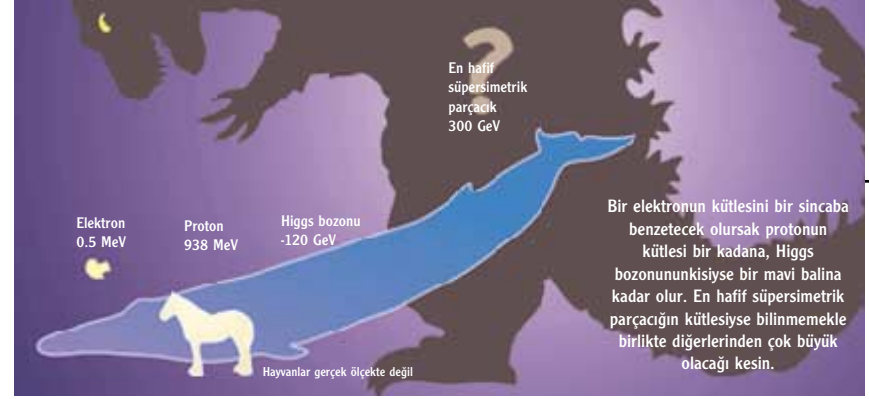 En hafif
süpersimetrik
parçacık
300 GeV
Elektron
0.5 MeV
Proton
938 MeV
Higgs bozonu
-120 GeV
Bir elektronun kütlesini bir sincaba
benzetecek olursak protonun
kütlesi bir kadana, Higgs
bozonununkisiyse bir mavi balina
kadar olur. En hafif süpersimetrik
parçacığın kütlesiyse bilinmemekle
birlikte diğerlerinden çok büyük
olacağı kesin.
Hayvanlar gerçek ölçekte değil
?